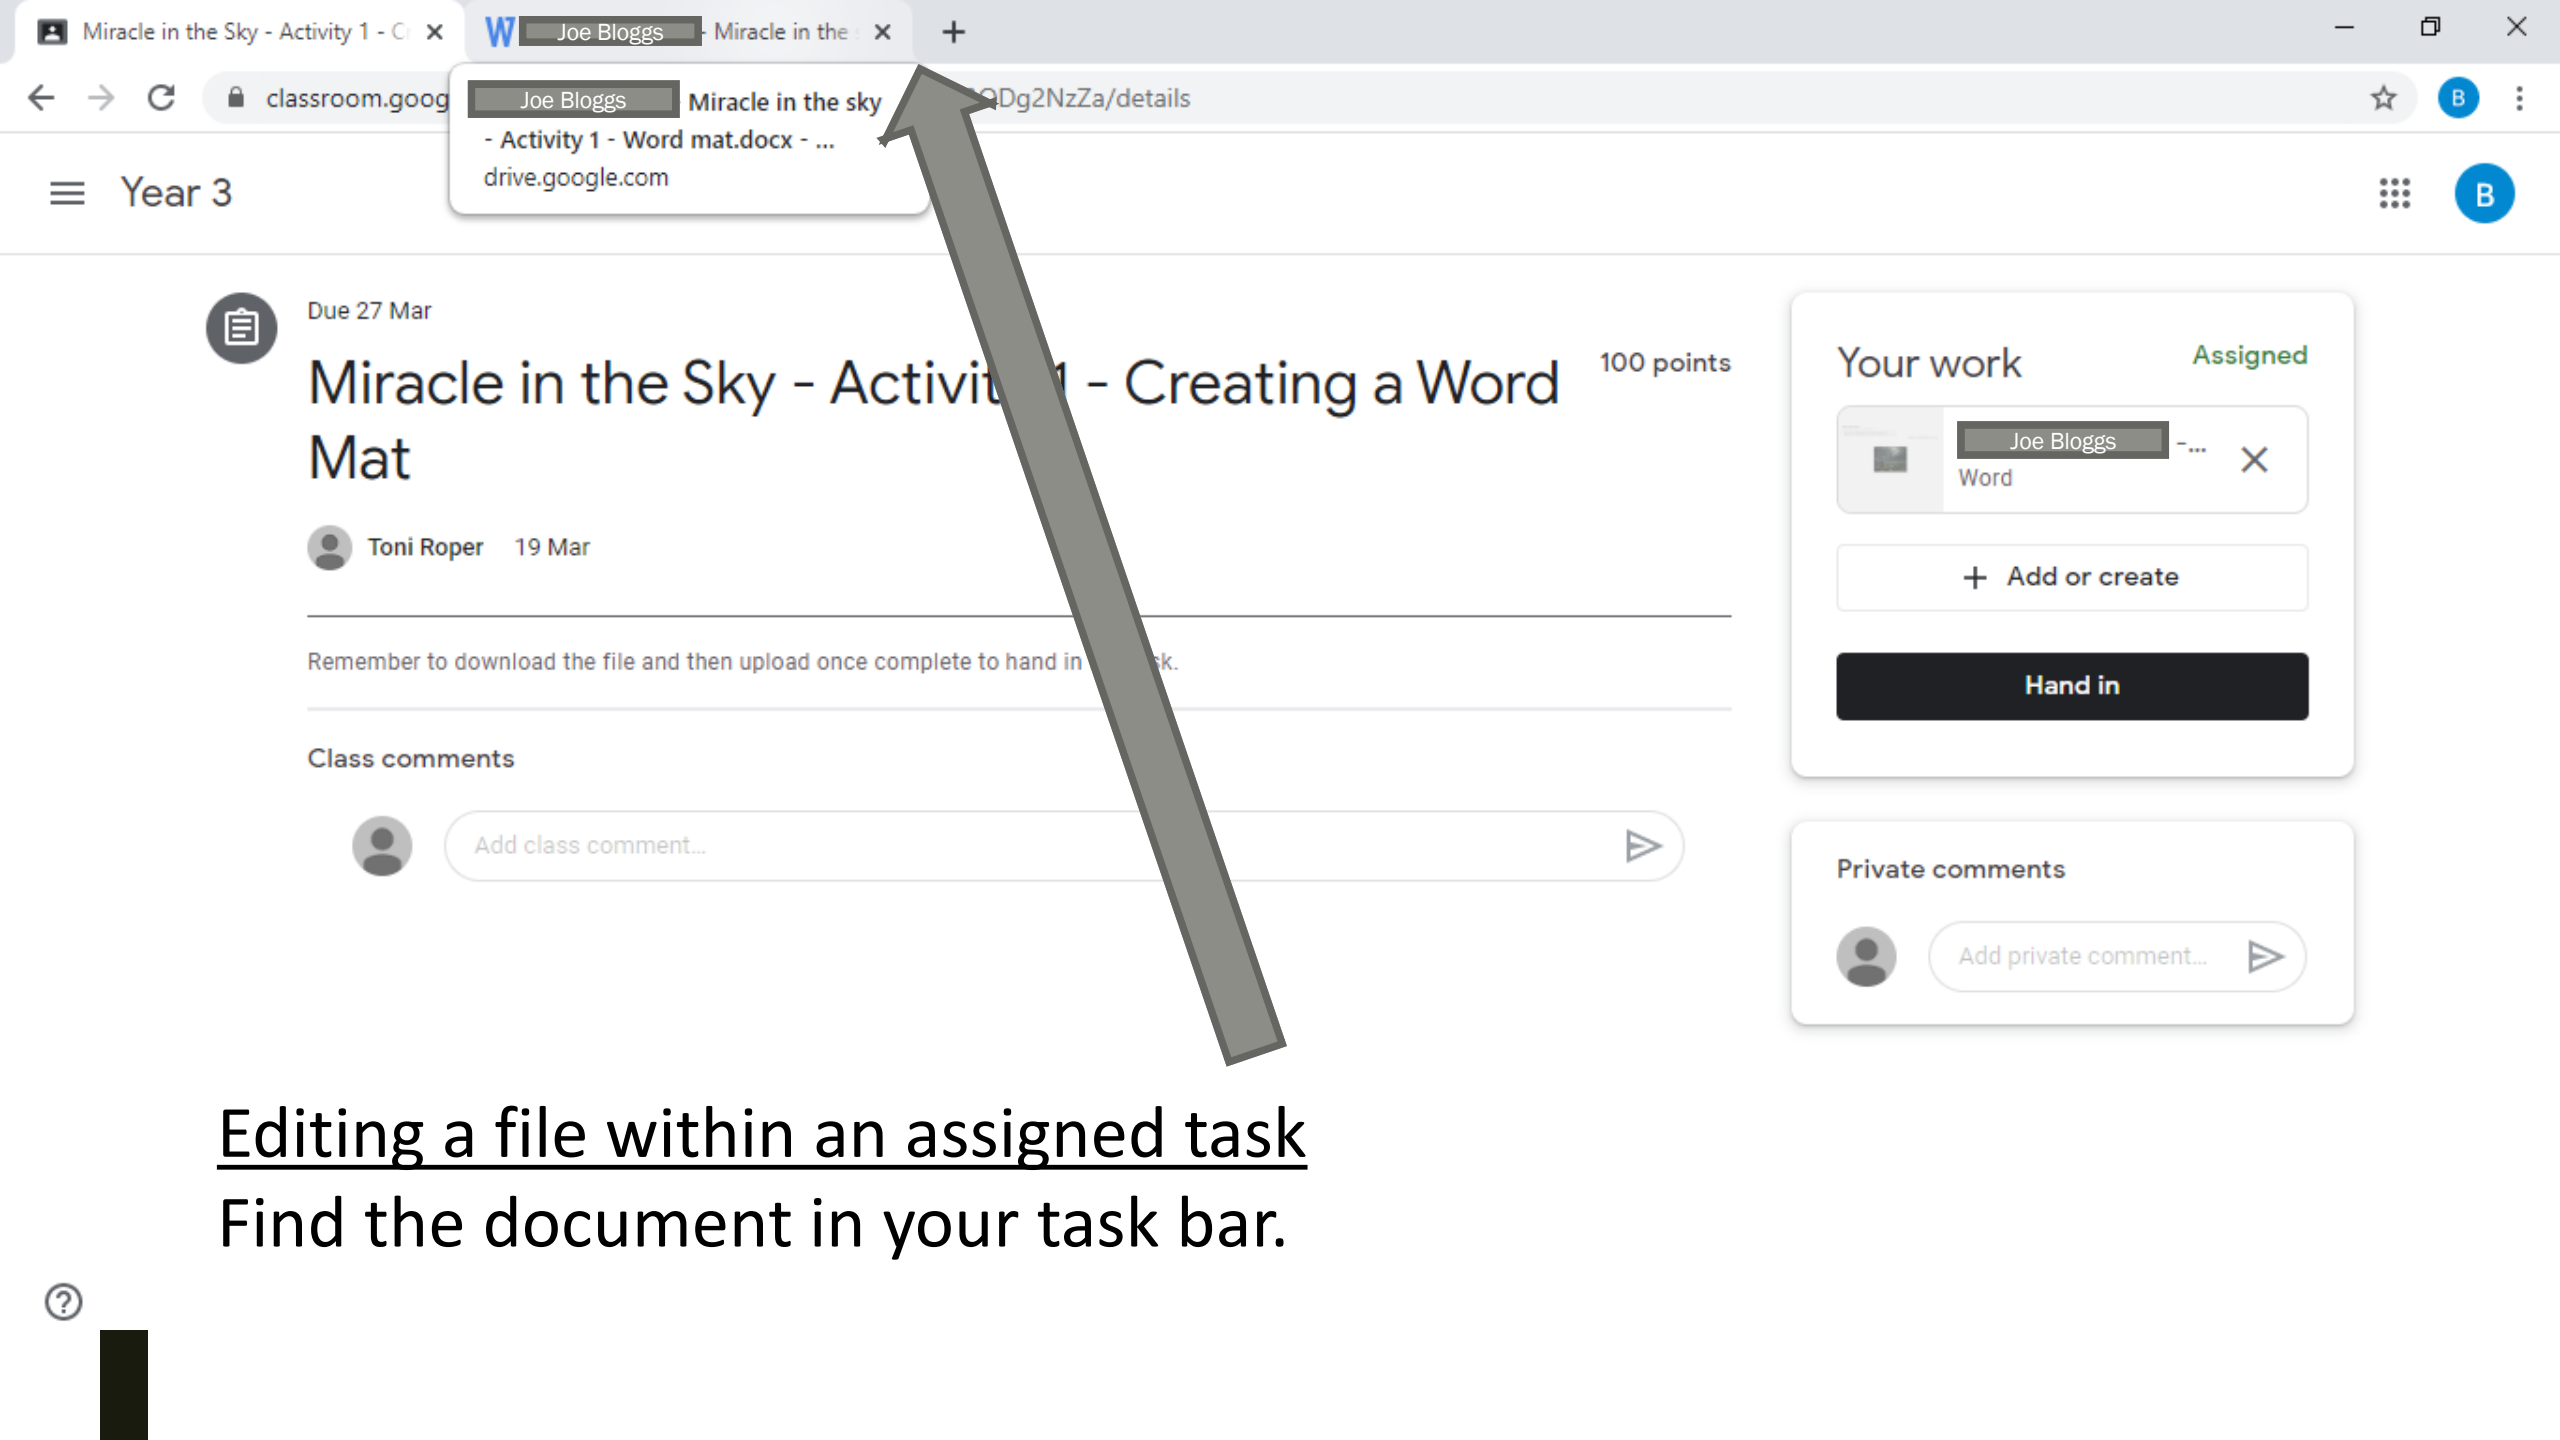 Miracle in the Sky - Activity 1 - C
Joe Bloggs - Miracle in the
classroom.goog
Dg2NzZa/details
B
Joe Bloggs Miracle in the sky
- Activity 1 - Word mat.docx - ...
drive.google.com
Year 3
B
Due 27 Mar
Miracle in the Sky - Activit 1 - Creating a Word
Mat
100 points
Toni Roper 19 Mar
Remember to download the file and then upload once complete to hand in sk.
Class comments
Add class comment...
Your work
Assigned
Joe Bloggs -...
Word
+ Add or create
Hand in
Private comments
Add private comment...
Editing a file within an assigned task
Find the document in your task bar.